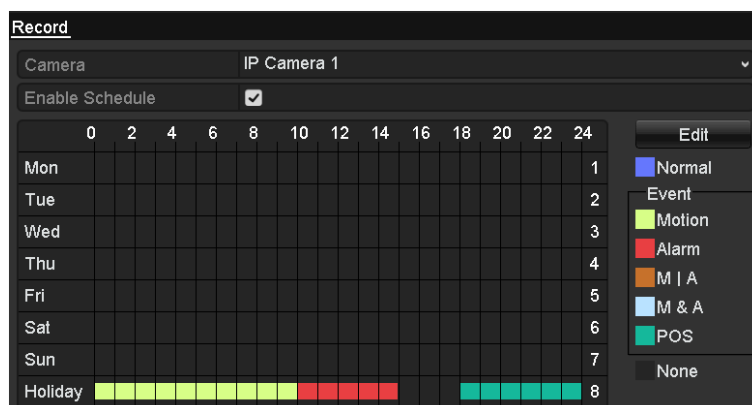 Record
Camera IP Camera 1
Enable Schedule
0 2 4 6 8 10 12 14 16 18 20 22 24
Edit
Mon 1
Normal
Tue 2
Event
Wed 3
Motion
Thu 4
Alarm
Fri 5
M | A
Sat 6
M & A
Sun 7
POS
Holiday 8
None